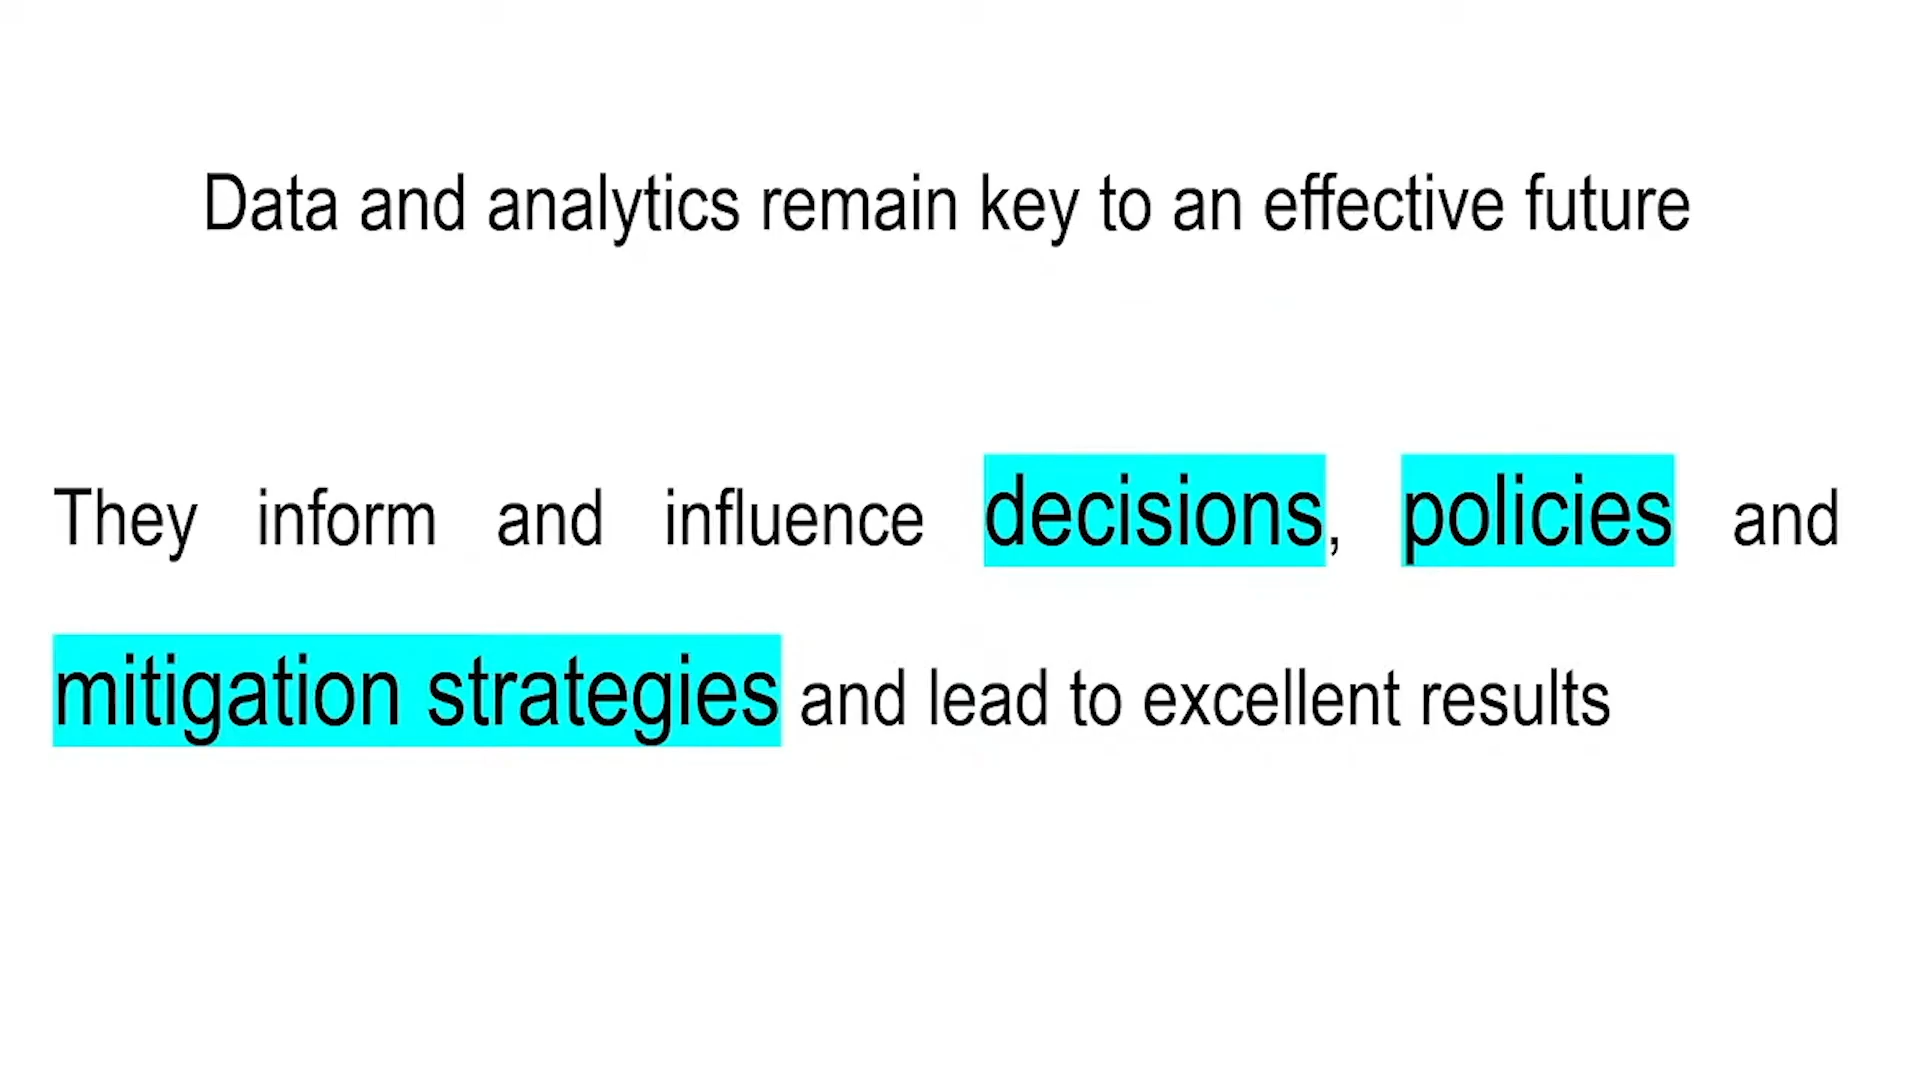 Data and analytics remain key to an effective future
They inform and influence decisions, policies and
mitigation strategies and lead to excellent results